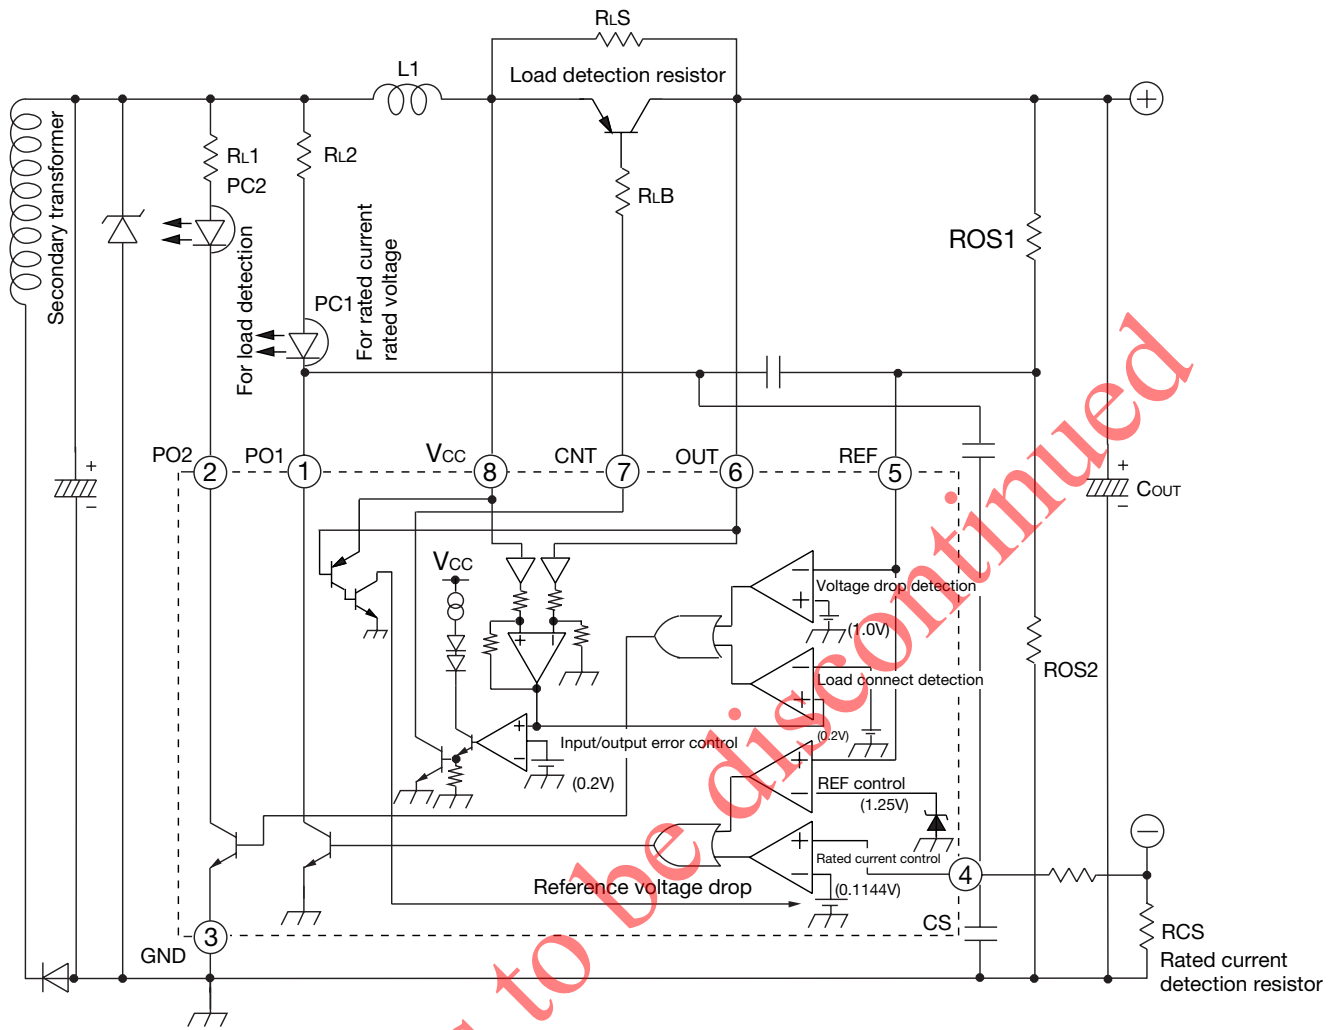 RLS
Load detection resistor
L1
+
RL1
PC2
RL2
RLB
ROS1
Secondary transformer
For load detection
PC1
For rated current
rated voltage
PO2
PO1
VCC
CNT
OUT
REF
2
1
8
7
6
5
+
-
+
-
COUT
VCC
-
+
Voltage drop detection
(1.0V)
+
-
-
+
Load connect detection
(0.2V)
ROS2
+
-
Input/output error control
(0.2V)
+
-
REF control
(1.25V)
+
-
Rated current control
(0.1144V)
Reference voltage drop
4
CS
-
3
GND
RCS
Rated current
detection resistor
to be discontinued